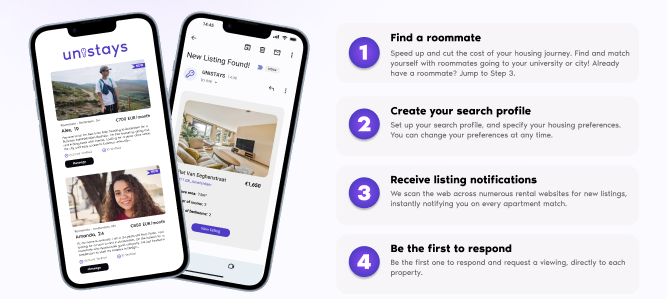 unistays
NEW
Alex, 19
€700 EUR/month
Message
NEW
Amanda, 24
€850 EUR/month
Message
14:45
New Listing Found!
Inbox
UNISTAYS
to me
Flat Van Seghenstraat
€1,650
View listing
1
Find a roommate
Speed up and cut the cost of your housing journey. Find and match
yourself with roommates going to your university or city! Already
have a roommate? Jump to Step 3.
2
Create your search profile
Set up your search profile, and specify your housing preferences.
You can change your preferences at any time.
3
Receive listing notifications
We scan the web across numerous rental websites for new listings,
instantly notifying you on every apartment match.
4
Be the first to respond
Be the first one to respond and request a viewing, directly to each
property.